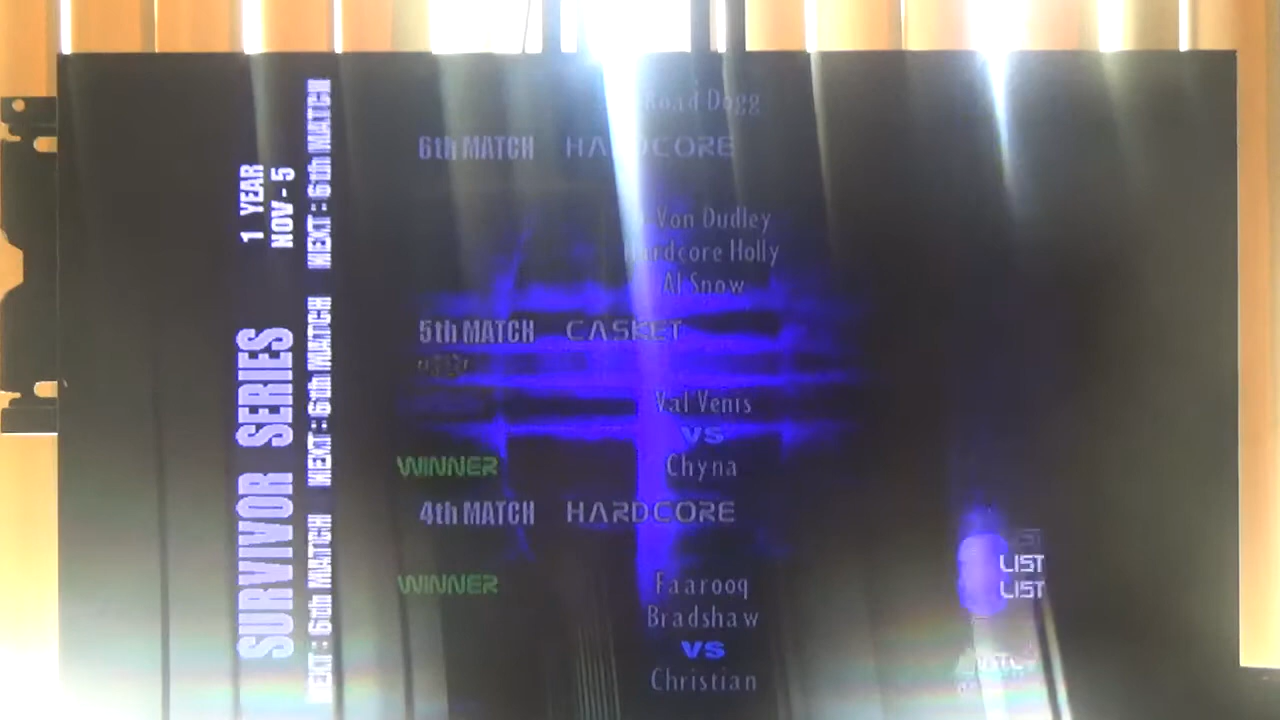 SURVIVOR SERIES
1 YEAR
NOV - 5
NEXT : 6th MATCH NEXT : 6th MATCH NEXT : 6th MATCH
Road Dogg
6th MATCH HARDCORE
Von Dudley
Hardcore Holly
Al Snow
5th MATCH CASKET
Val Venis
VS
WINNER Chyna
4th MATCH HARDCORE
WINNER Faarooq
Bradshaw
VS
Christian
LIST
LIST